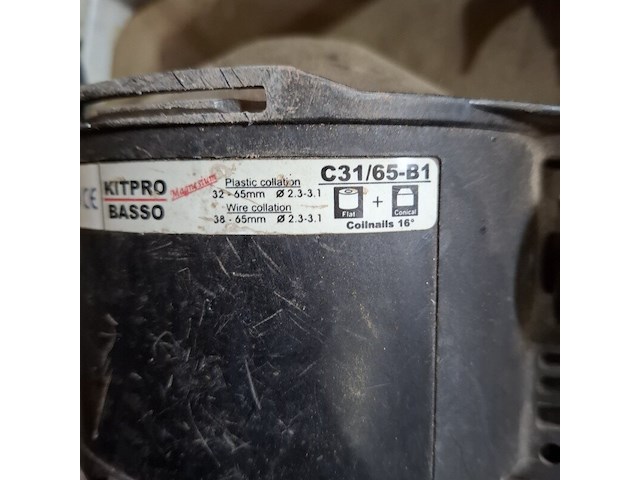 CE
KITPRO
BASSO
Magnetism
Plastic collation
32 - 65mm Ø 2.3-3.1
Wire collation
38 - 65mm Ø 2.3-3.1
C31/65-B1
Flat
+
Conical
Coilnails 16°